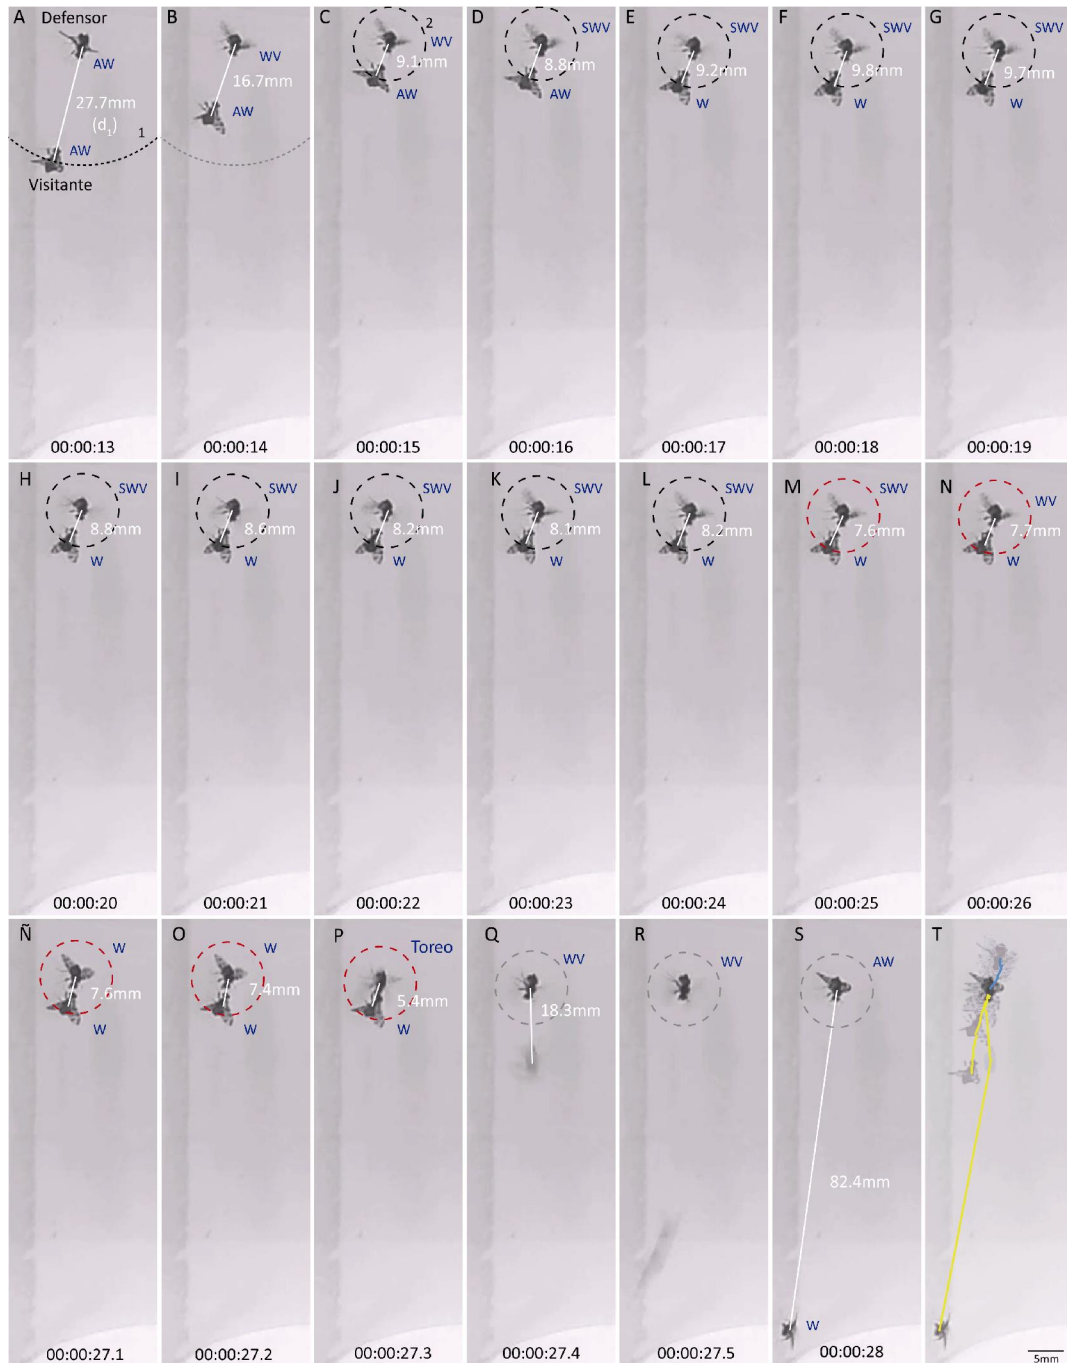 A
Defensor
AW
27.7mm
(d₁)
1
AW
Visitante
00:00:13
B
WV
16.7mm
AW
00:00:14
C
2
WV
9.1mm
AW
00:00:15
D
SWV
8.8mm
AW
00:00:16
E
SWV
9.2mm
W
00:00:17
F
SWV
9.8mm
W
00:00:18
G
SWV
9.7mm
W
00:00:19
H
SWV
8.8mm
W
00:00:20
I
SWV
8.6mm
W
00:00:21
J
SWV
8.2mm
W
00:00:22
K
SWV
8.1mm
W
00:00:23
L
SWV
8.2mm
W
00:00:24
M
SWV
7.6mm
W
00:00:25
N
WV
7.7mm
W
00:00:26
Ñ
W
7.6mm
W
00:00:27.1
O
W
7.4mm
W
00:00:27.2
P
Toreo
5.4mm
W
00:00:27.3
Q
WV
18.3mm
00:00:27.4
R
WV
00:00:27.5
S
AW
82.4mm
W
00:00:28
T
5mm